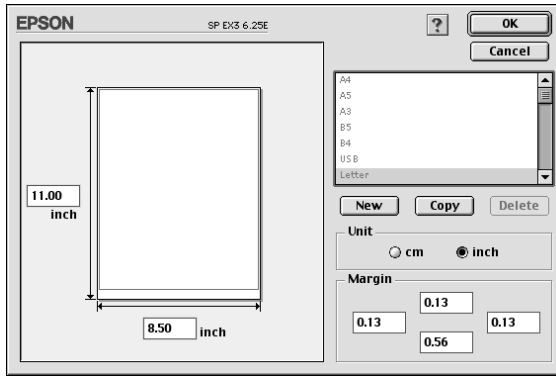 EPSON
SP EX3 6.25E
?
OK
Cancel
A4
A5
A3
B5
B4
USB
Letter
New
Copy
Delete
Unit
cm
inch
Margin
0.13
0.13
0.13
0.56
11.00
inch
8.50
inch